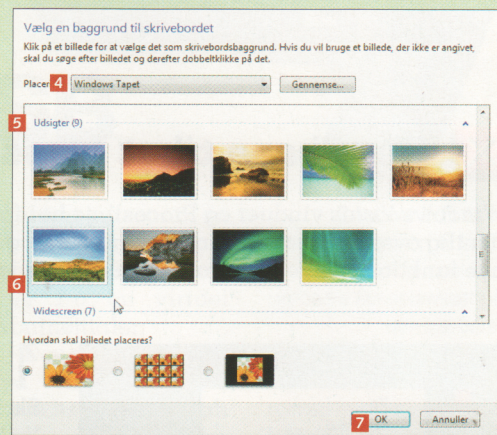 Vælg en baggrund til skrivebordet
Klik på et billede for at vælge det som skrivebordsbaggrund. Hvis du vil bruge et billede, der ikke er angivet,
skal du søge efter billedet og derefter dobbeltklikke på det.
Placer 4 Windows Tapet Gennemse...
5 Udsigter (9)
6
Widescreen (7)
Hvordan skal billedet placeres?
7 OK Annuller